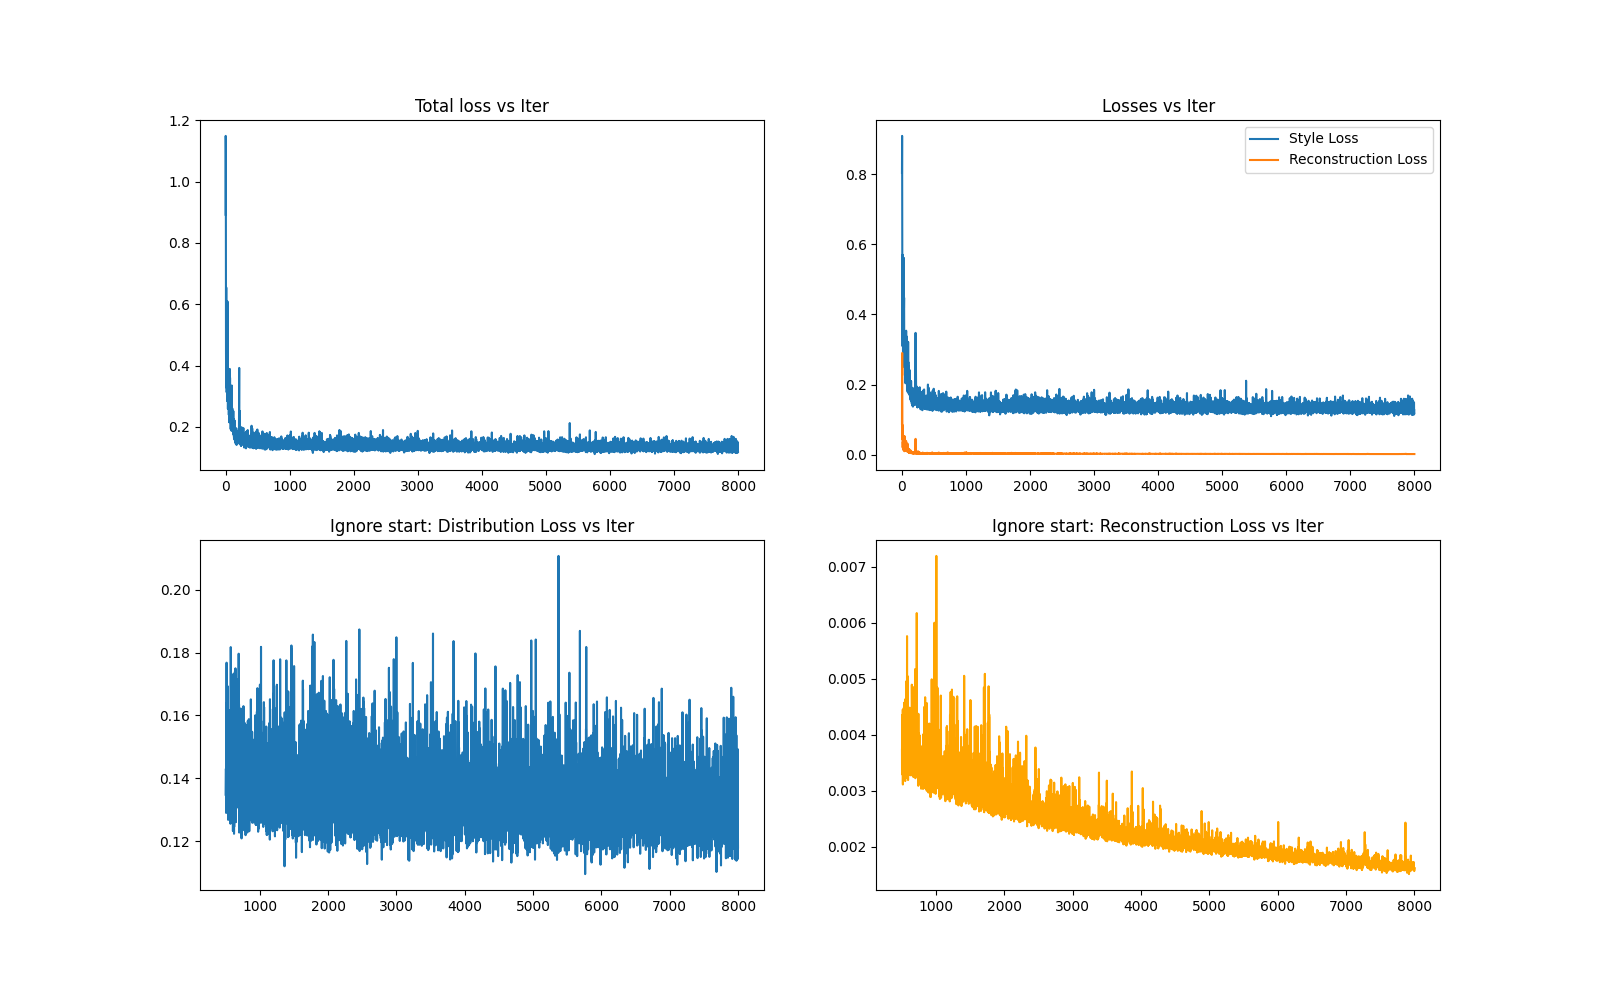 Total loss vs Iter
1.2
1.0
0.8
0.6
0.4
0.2
0 1000 2000 3000 4000 5000 6000 7000 8000
Losses vs Iter
Style Loss
Reconstruction Loss
0.8
0.6
0.4
0.2
0.0
0 1000 2000 3000 4000 5000 6000 7000 8000
Ignore start: Distribution Loss vs Iter
0.20
0.18
0.16
0.14
0.12
1000 2000 3000 4000 5000 6000 7000 8000
Ignore start: Reconstruction Loss vs Iter
0.007
0.006
0.005
0.004
0.003
0.002
1000 2000 3000 4000 5000 6000 7000 8000